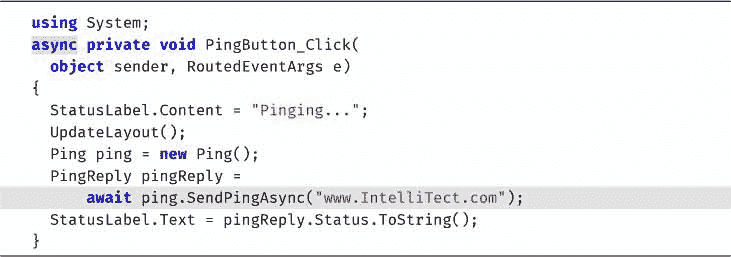 using System;
async private void PingButton_Click(
  object sender, RoutedEventArgs e)
{
  StatusLabel.Content = "Pinging...";
  UpdateLayout();
  Ping ping = new Ping();
  PingReply pingReply =
      await ping.SendPingAsync("www.IntelliTect.com");
  StatusLabel.Text = pingReply.Status.ToString();
}